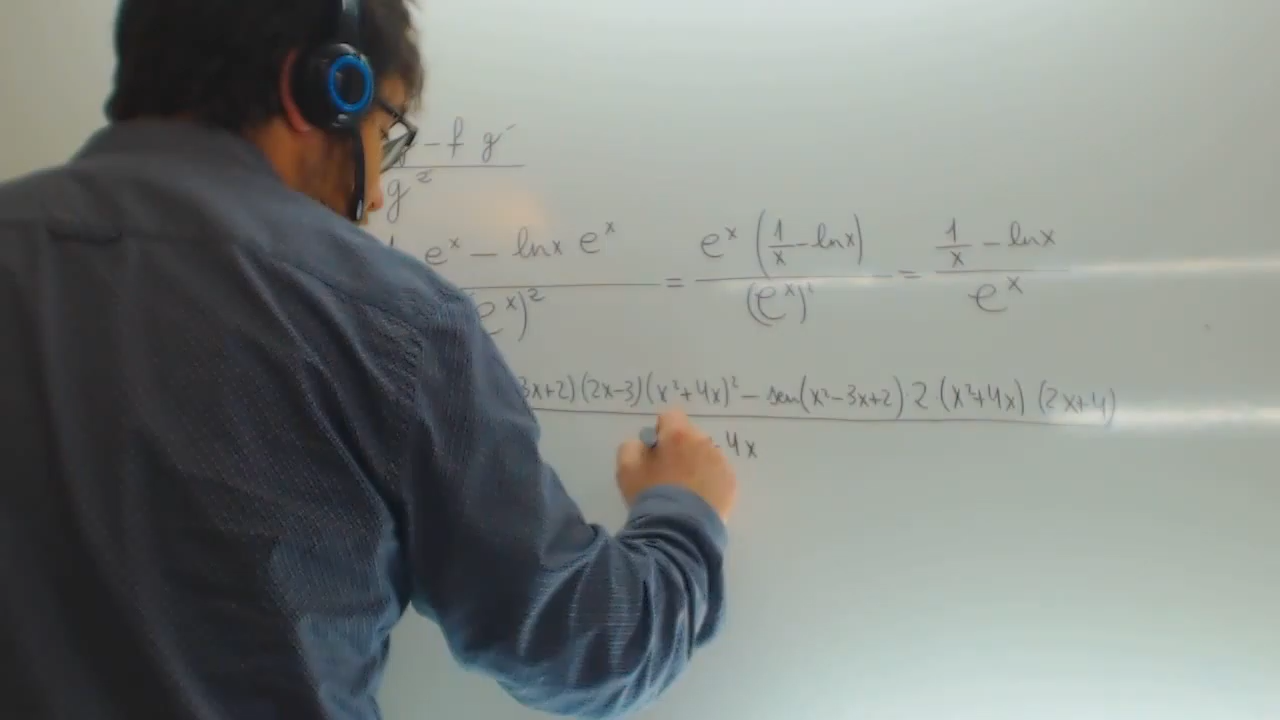 - f g'
g²
e^x - lnx e^x = e^x (1/x - lnx) = 1/x - lnx
e^x)² (e^x)² e^x
3x+2)(2x-3)(x²+4x)² - sen(x²-3x+2)·2·(x²+4x)(2x+4)
4x